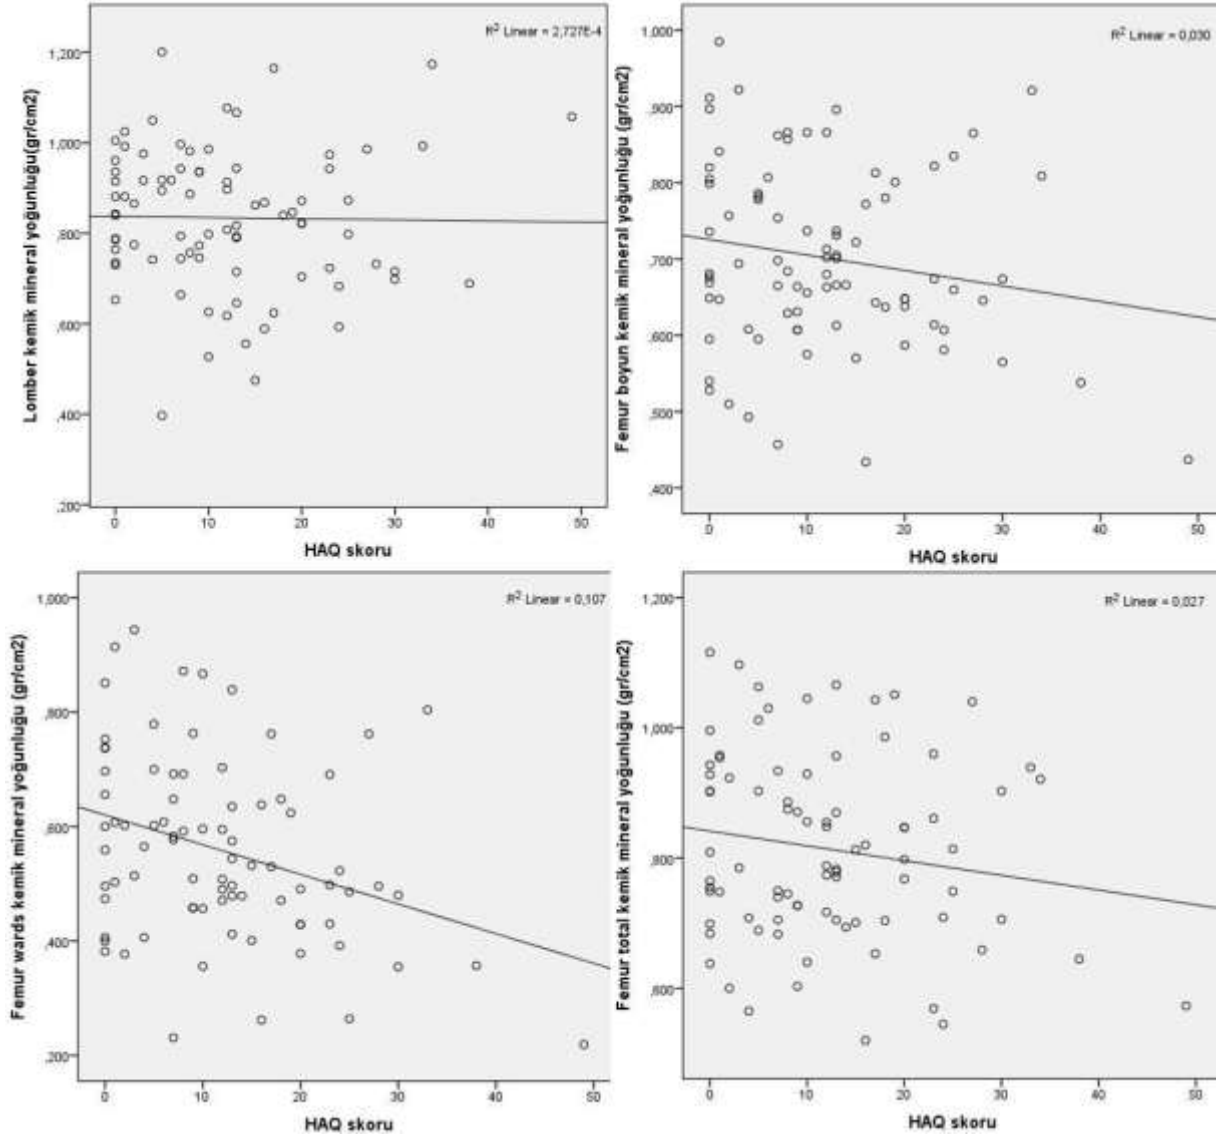 R² Linear = 2,727E-4
Lomber kemik mineral yoğunluğu(gr/cm2)
1,200
1,000
,800
,600
,400
,200
0 10 20 30 40 50
HAQ skoru
R² Linear = 0,030
Femur boyun kemik mineral yoğunluğu (gr/cm2)
1,000
,900
,800
,700
,600
,500
,400
0 10 20 30 40 50
HAQ skoru
R² Linear = 0,107
Femur wards kemik mineral yoğunluğu (gr/cm2)
1,000
,800
,600
,400
,200
0 10 20 30 40 50
HAQ skoru
R² Linear = 0,027
Femur total kemik mineral yoğunluğu (gr/cm2)
1,200
1,000
,800
,600
0 10 20 30 40 50
HAQ skoru